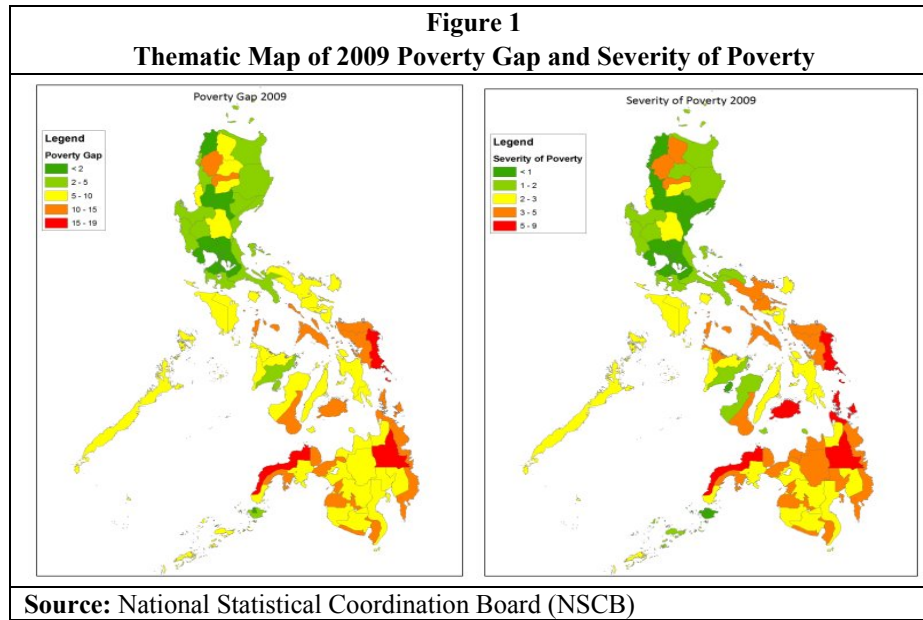 Figure 1
Thematic Map of 2009 Poverty Gap and Severity of Poverty
Poverty Gap 2009
Legend
Poverty Gap
< 2
2 - 5
5 - 10
10 - 15
15 - 19
Severity of Poverty 2009
Legend
Severity of Poverty
< 1
1 - 2
2 - 3
3 - 5
5 - 9
Source: National Statistical Coordination Board (NSCB)